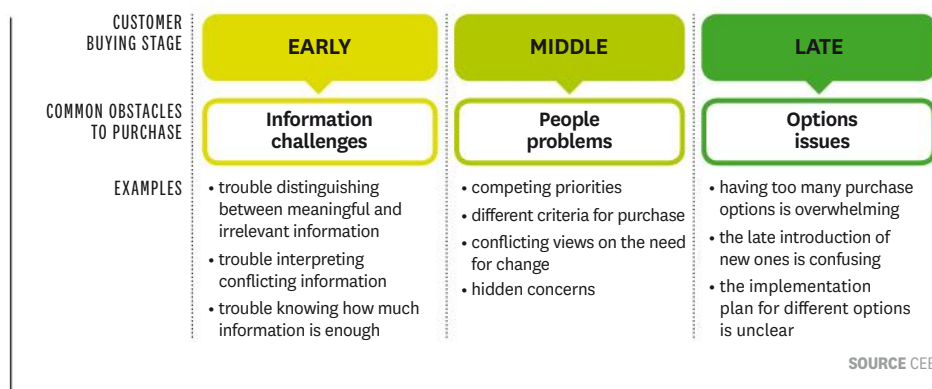 CUSTOMER
BUYING STAGE
EARLY
MIDDLE
LATE
COMMON OBSTACLES
TO PURCHASE
Information
challenges
People
problems
Options
issues
EXAMPLES
• trouble distinguishing
between meaningful and
irrelevant information
• trouble interpreting
conflicting information
• trouble knowing how much
information is enough
• competing priorities
• different criteria for purchase
• conflicting views on the need
for change
• hidden concerns
• having too many purchase
options is overwhelming
• the late introduction of
new ones is confusing
• the implementation
plan for different options
is unclear
SOURCE CEB